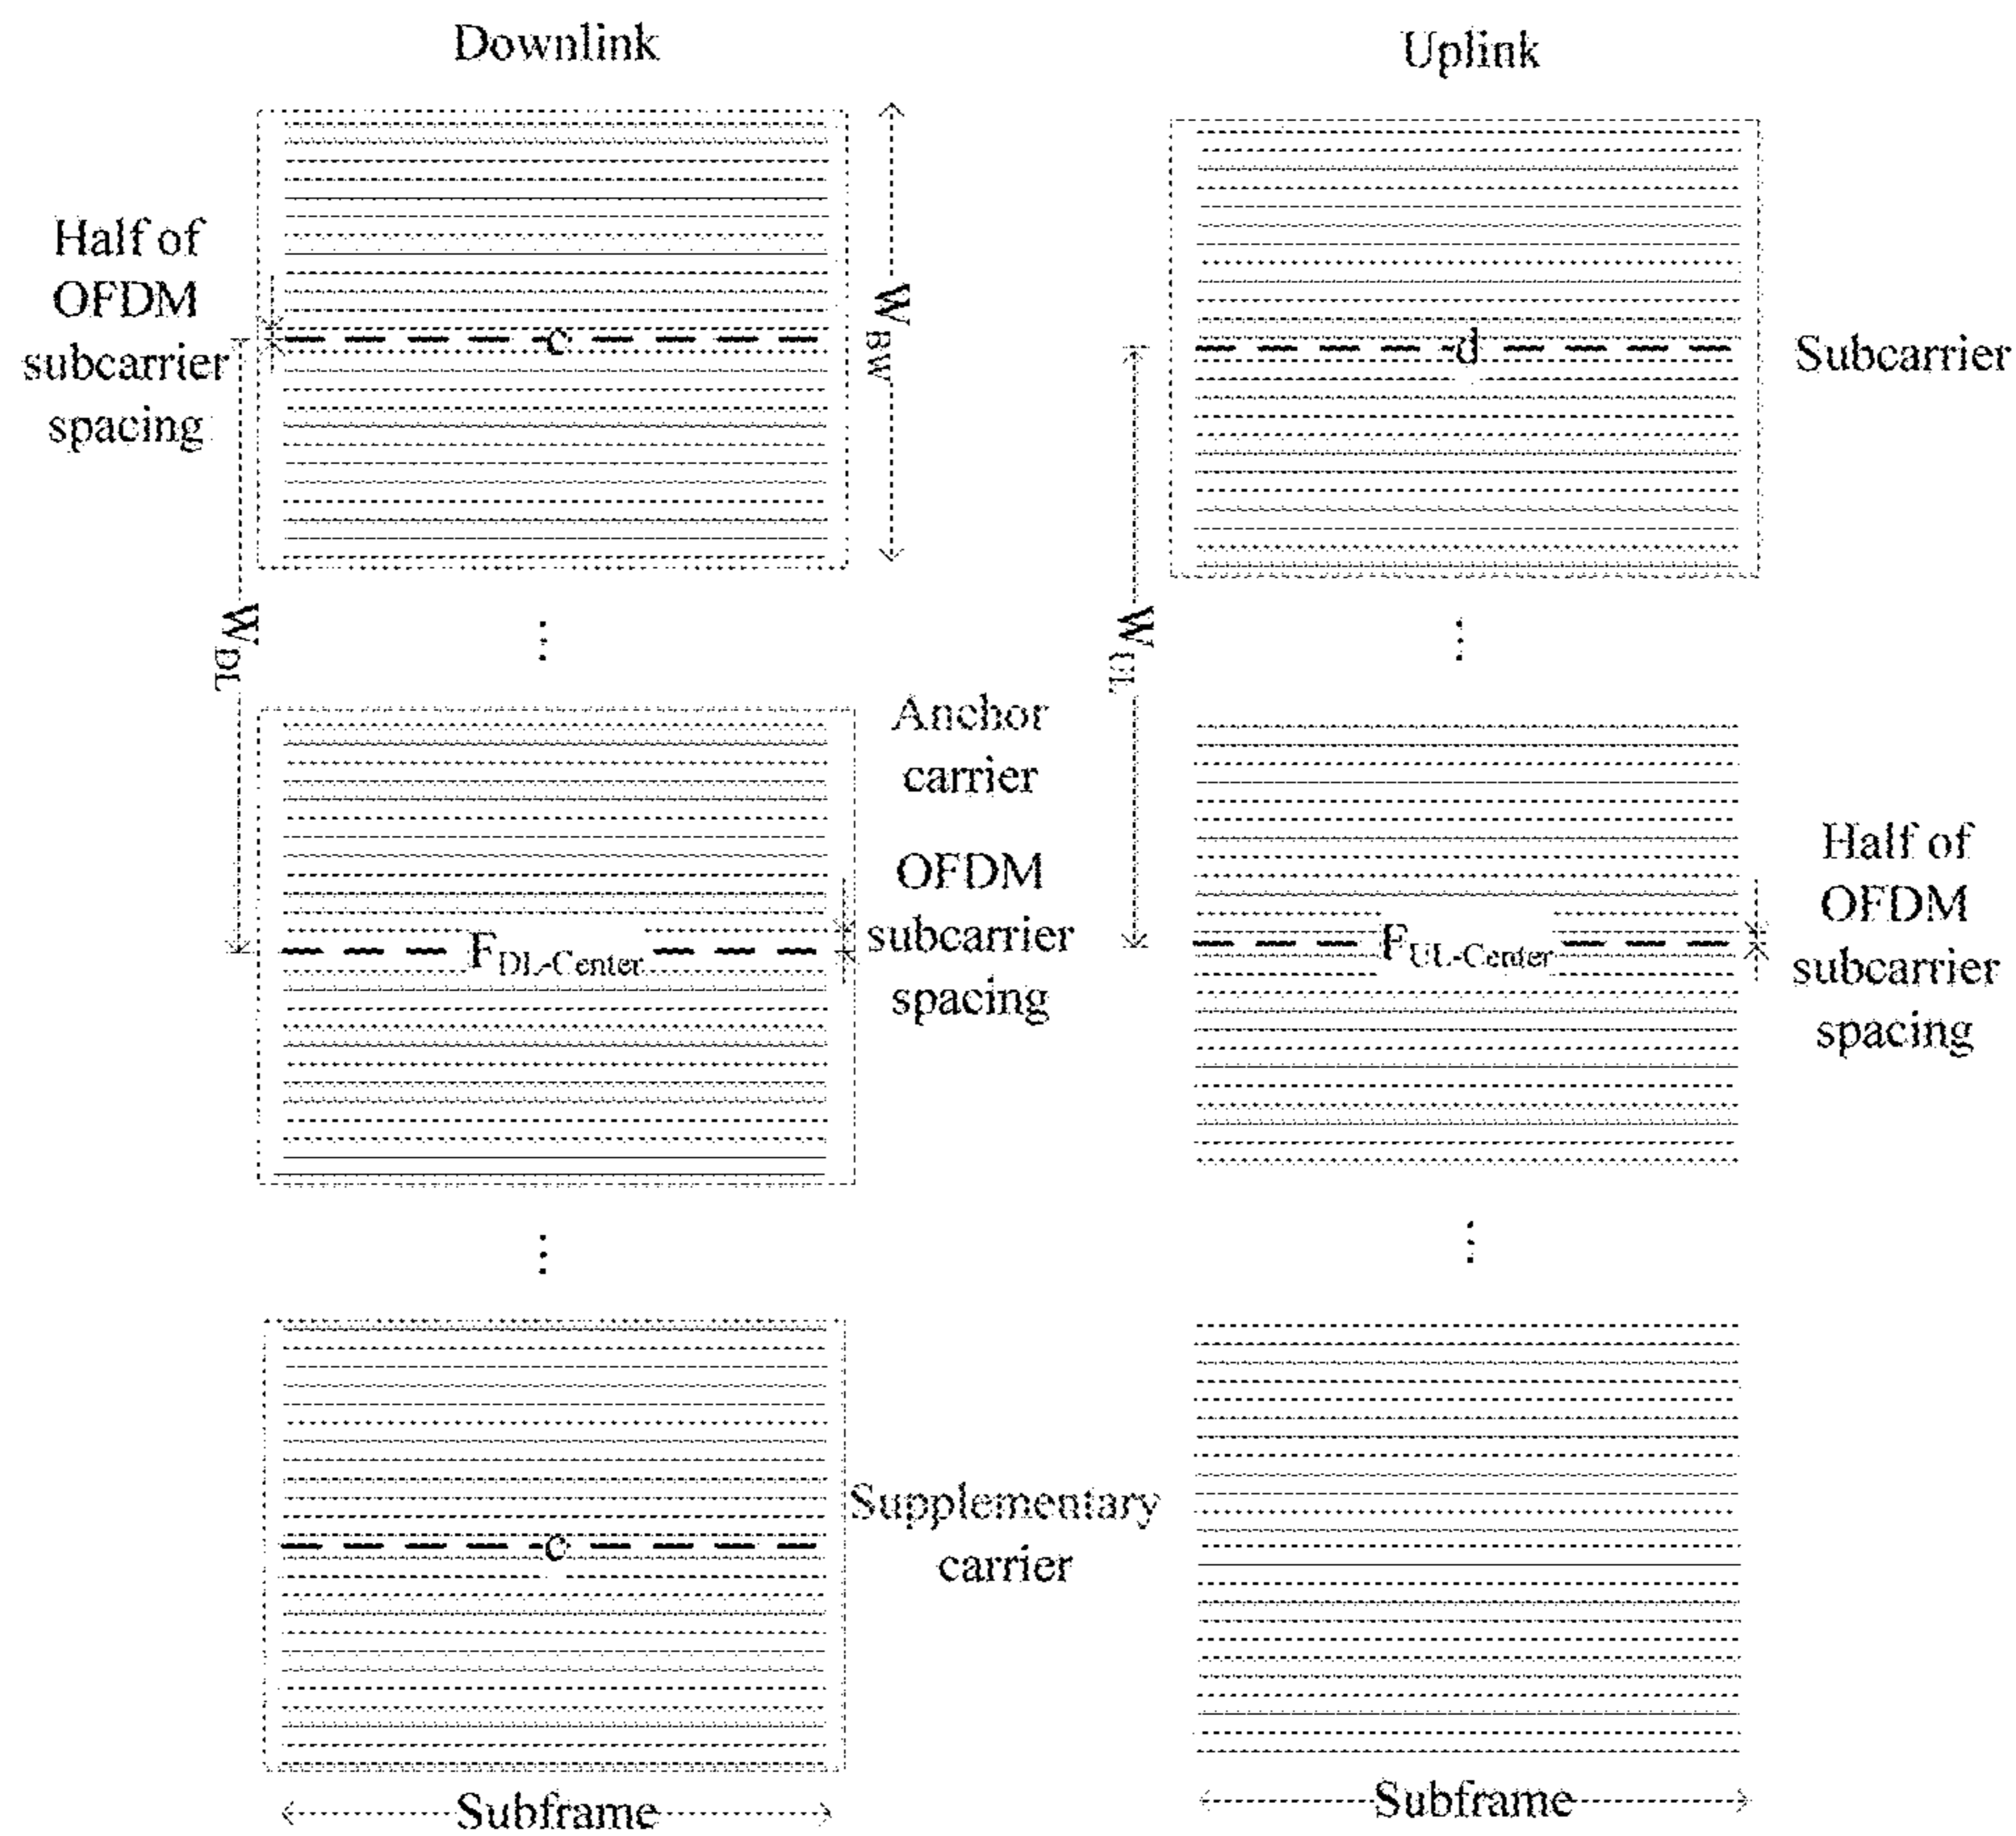 Downlink
Uplink
Half of
OFDM
subcarrier
spacing
c
W_BW
d
Subcarrier
W_DL
W_UL
⋮
⋮
Anchor
carrier
OFDM
subcarrier
spacing
F_DL-Center
F_UL-Center
Half of
OFDM
subcarrier
spacing
⋮
⋮
c
Supplementary
carrier
Subframe
Subframe